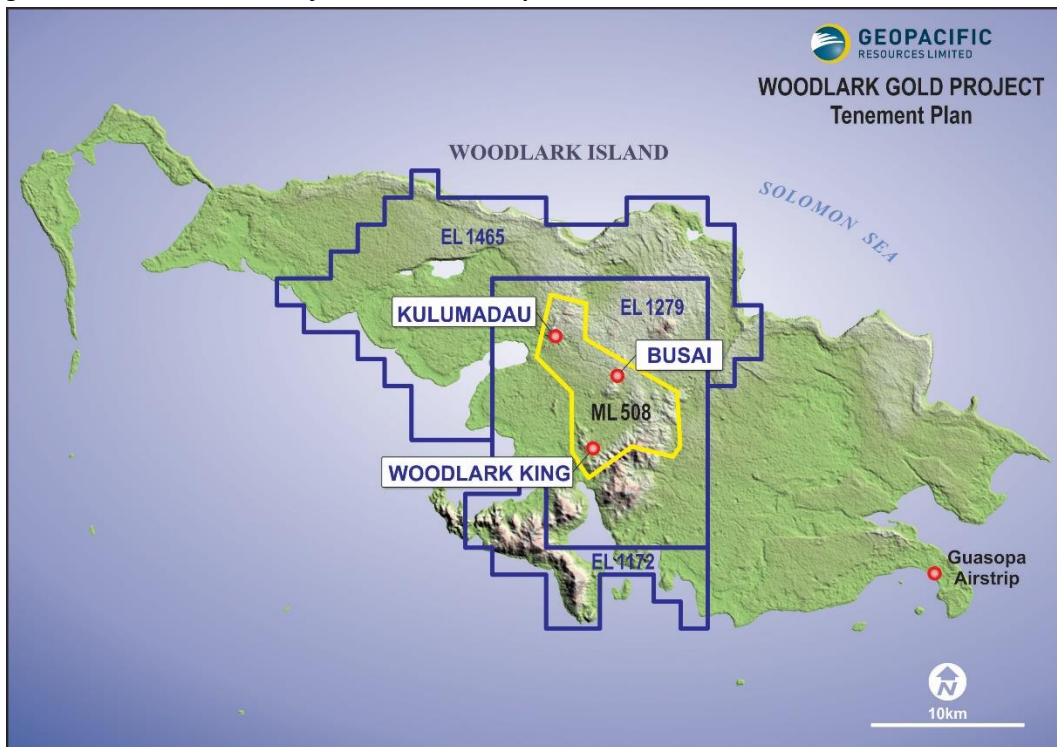 GEOPACIFIC
RESOURCES LIMITED
WOODLARK GOLD PROJECT
Tenement Plan
WOODLARK ISLAND
SOLOMON SEA
EL 1465
EL 1279
KULUMADAU
BUSAI
ML 508
WOODLARK KING
EL 1172
Guasopa
Airstrip
N
10km